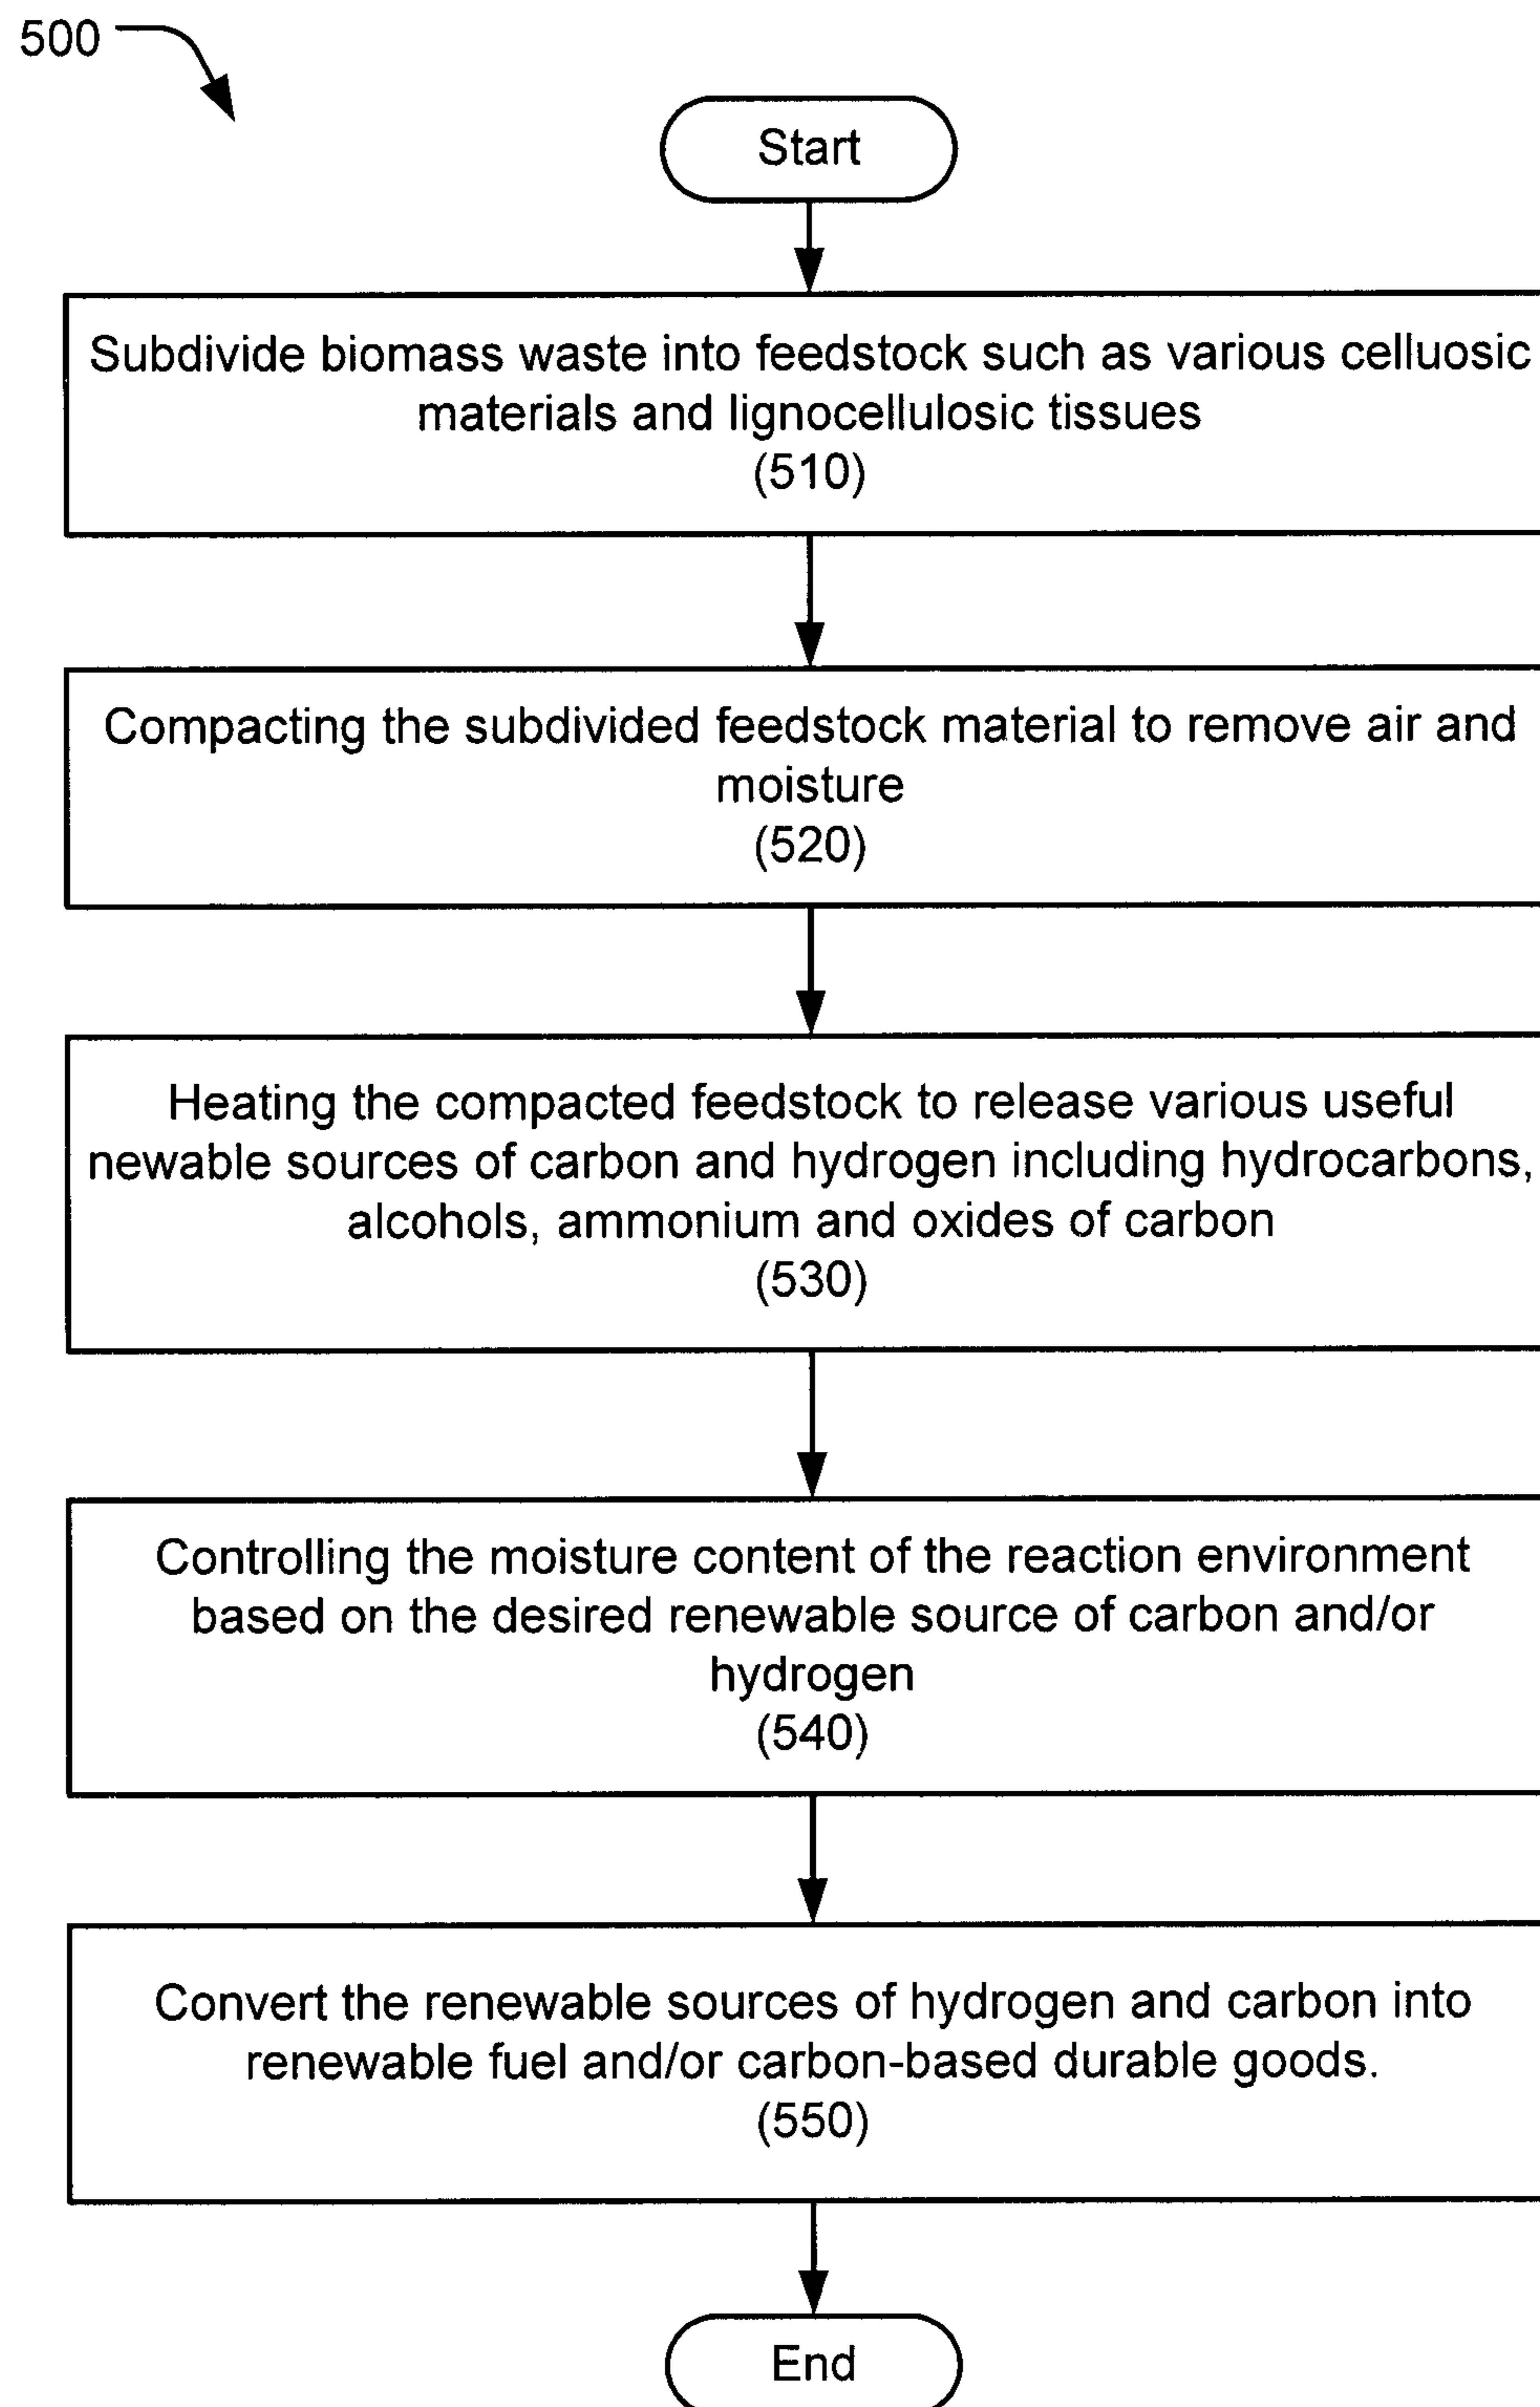 500
Start
Subdivide biomass waste into feedstock such as various celluosic
materials and lignocellulosic tissues
(510)
Compacting the subdivided feedstock material to remove air and
moisture
(520)
Heating the compacted feedstock to release various useful
newable sources of carbon and hydrogen including hydrocarbons,
alcohols, ammonium and oxides of carbon
(530)
Controlling the moisture content of the reaction environment
based on the desired renewable source of carbon and/or
hydrogen
(540)
Convert the renewable sources of hydrogen and carbon into
renewable fuel and/or carbon-based durable goods.
(550)
End